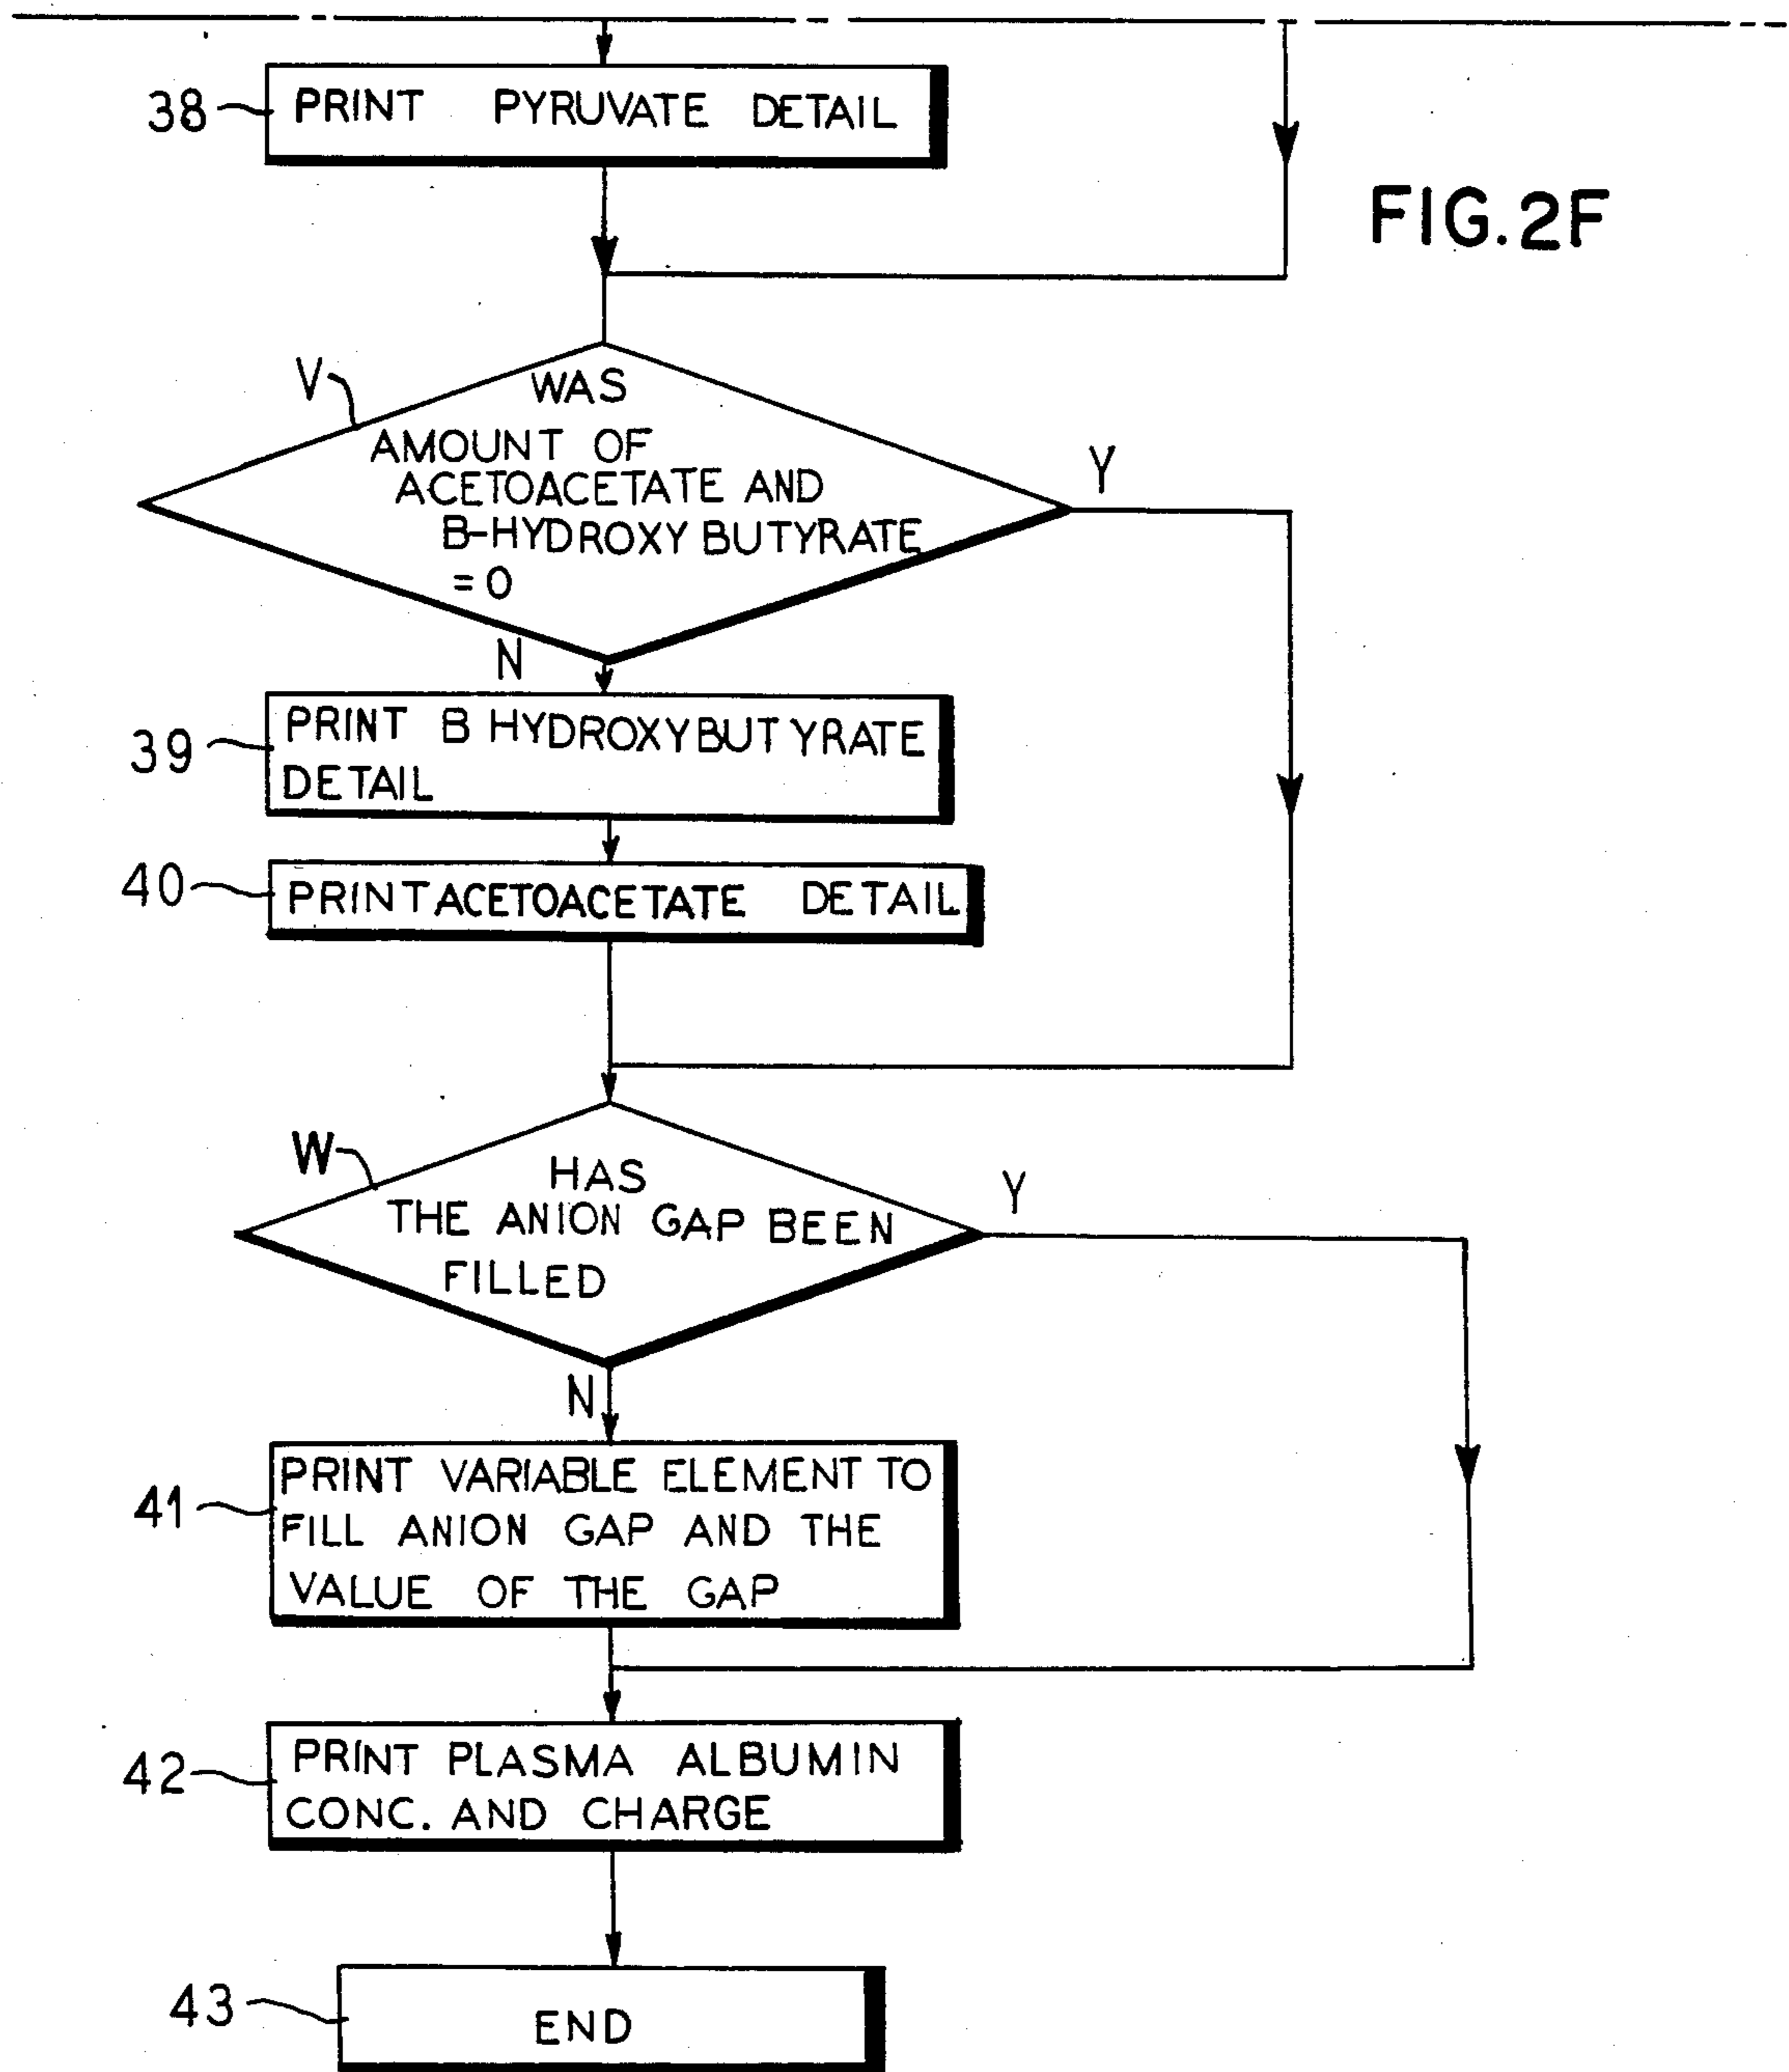 38 PRINT PYRUVATE DETAIL
FIG.2F
V
WAS
AMOUNT OF
ACETOACETATE AND
B-HYDROXY BUTYRATE
=0
Y
N
39 PRINT B HYDROXYBUTYRATE
DETAIL
40 PRINT ACETOACETATE DETAIL
W
HAS
THE ANION GAP BEEN
FILLED
Y
N
PRINT VARIABLE ELEMENT TO
41 FILL ANION GAP AND THE
VALUE OF THE GAP
42 PRINT PLASMA ALBUMIN
CONC. AND CHARGE
43 END